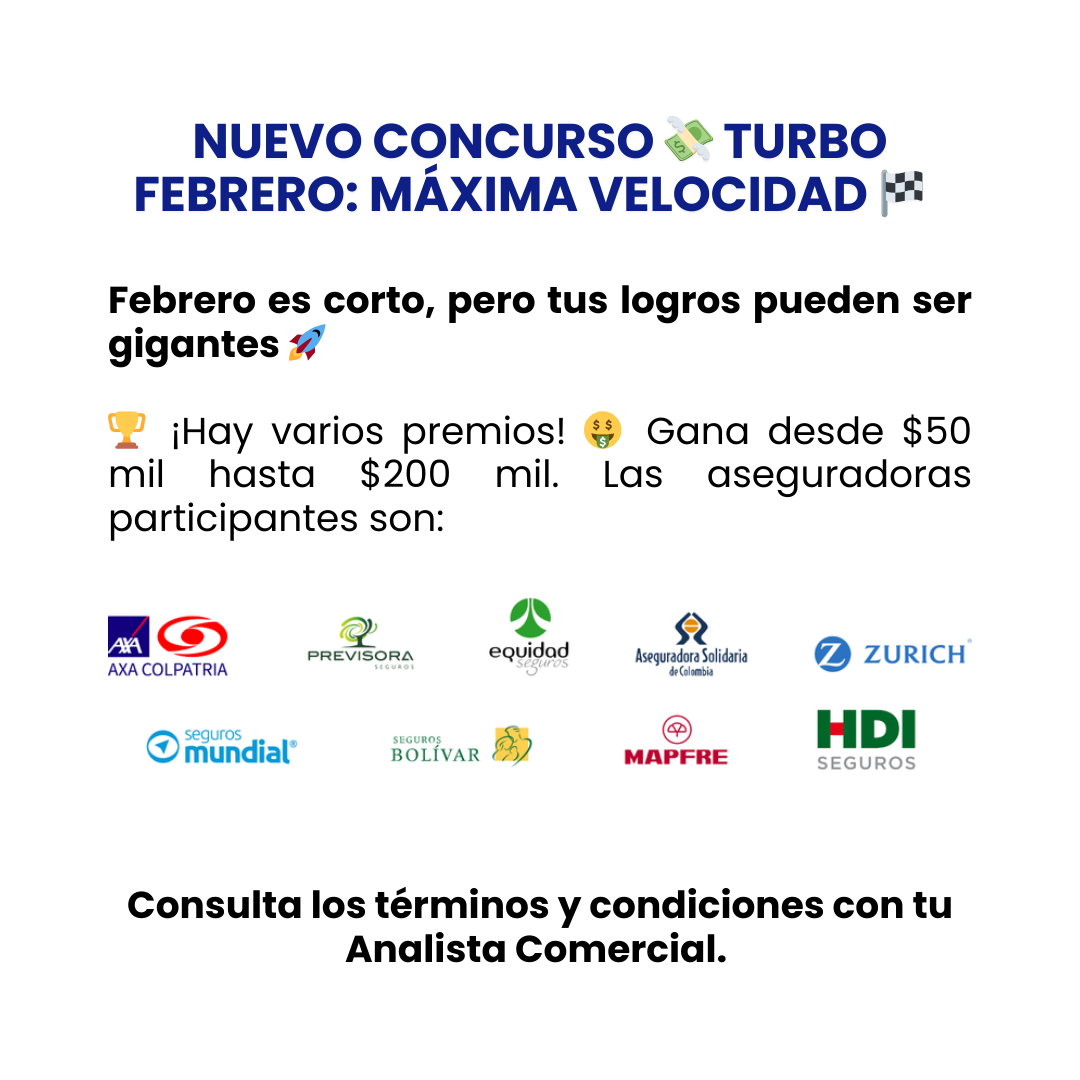 NUEVO CONCURSO 💸 TURBO
FEBRERO: MÁXIMA VELOCIDAD 🏁
Febrero es corto, pero tus logros pueden ser
gigantes 🚀
🏆 ¡Hay varios premios! 🤑 Gana desde $50
mil hasta $200 mil. Las aseguradoras
participantes son:
AXA
AXA COLPATRIA
PREVISORA
SEGUROS
equidad
seguros
Aseguradora Solidaria
de Colombia
ZURICH®
seguros
mundial®
SEGUROS
BOLÍVAR
MAPFRE
HDI
SEGUROS
Consulta los términos y condiciones con tu
Analista Comercial.